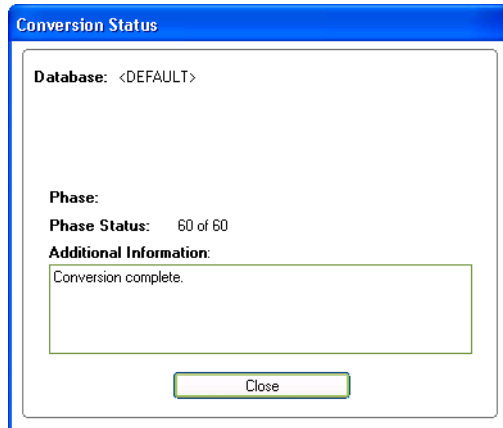 Conversion Status
Database: <DEFAULT>
Phase:
Phase Status: 60 of 60
Additional Information:
Conversion complete.
Close